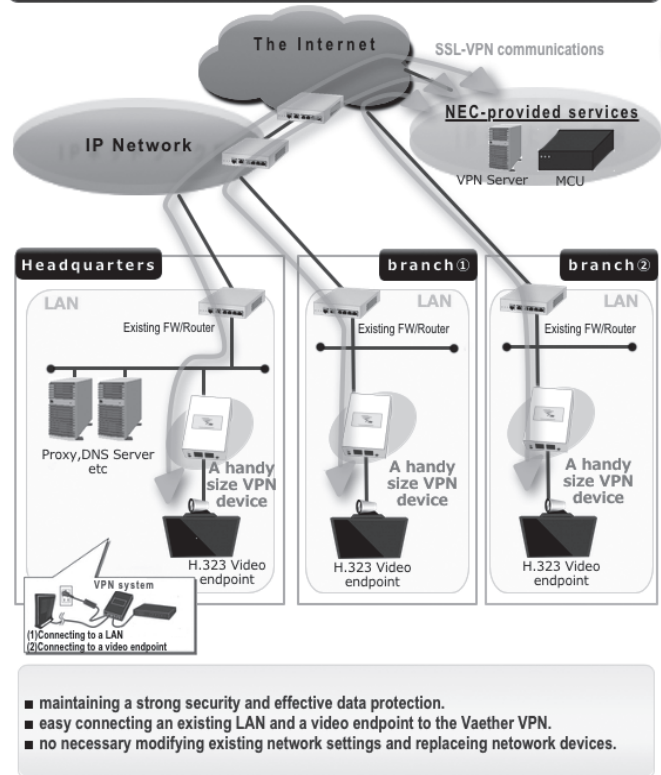 The Internet
SSL-VPN communications
NEC-provided services
IP Network
VPN Server
MCU
Headquarters
branch①
branch②
LAN
LAN
LAN
Existing FW/Router
Existing FW/Router
Existing FW/Router
Proxy,DNS Server
etc
A handy
size VPN
device
A handy
size VPN
device
A handy
size VPN
device
H.323 Video
endpoint
H.323 Video
endpoint
H.323 Video
endpoint
VPN system
(1)Connecting to a LAN
(2)Connecting to a video endpoint
■ maintaining a strong security and effective data protection.
■ easy connecting an existing LAN and a video endpoint to the Vaether VPN.
■ no necessary modifying existing network settings and replaceing netowork devices.